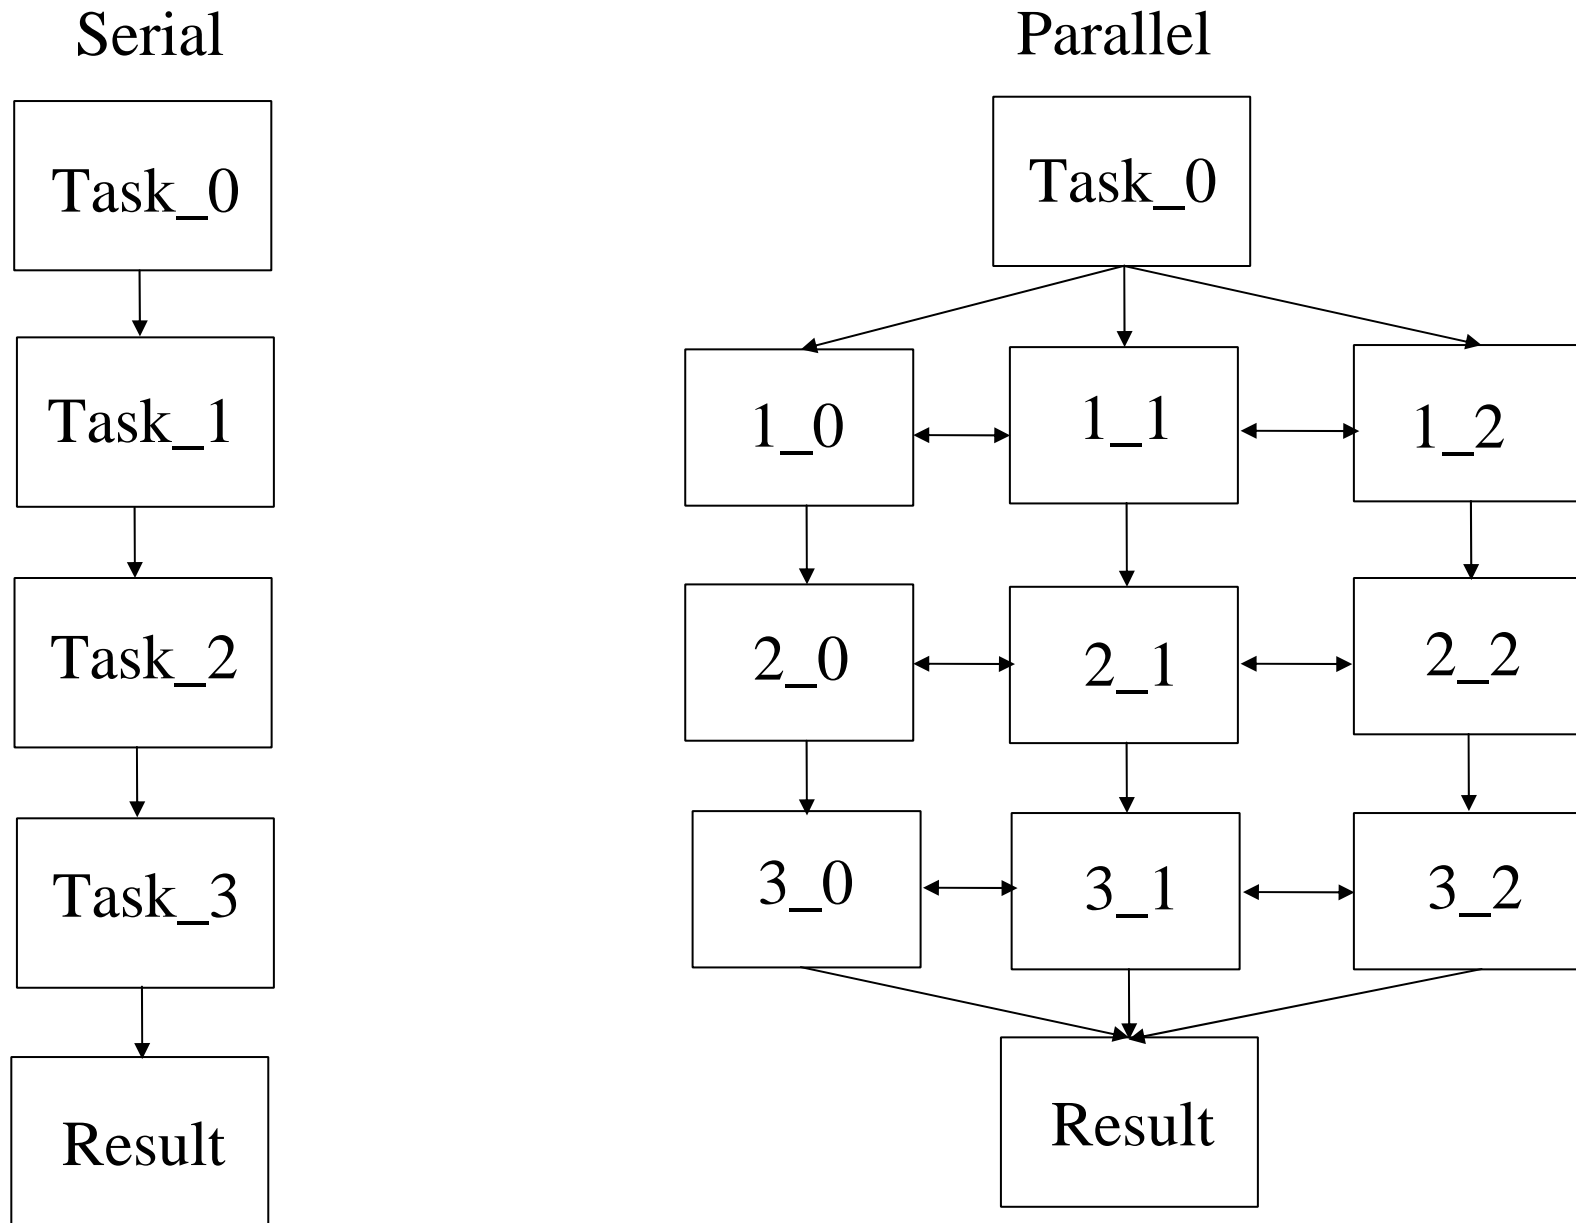 Serial
Task_0
Task_1
Task_2
Task_3
Result
Parallel
Task_0
1_0
1_1
1_2
2_0
2_1
2_2
3_0
3_1
3_2
Result